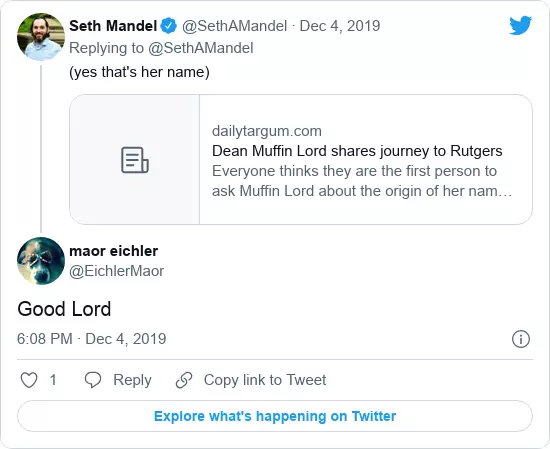 Seth Mandel @SethAMandel · Dec 4, 2019
Replying to @SethAMandel
(yes that's her name)
dailytargum.com
Dean Muffin Lord shares journey to Rutgers
Everyone thinks they are the first person to
ask Muffin Lord about the origin of her nam…
maor eichler
@EichlerMaor
Good Lord
6:08 PM · Dec 4, 2019
1 Reply Copy link to Tweet
Explore what's happening on Twitter